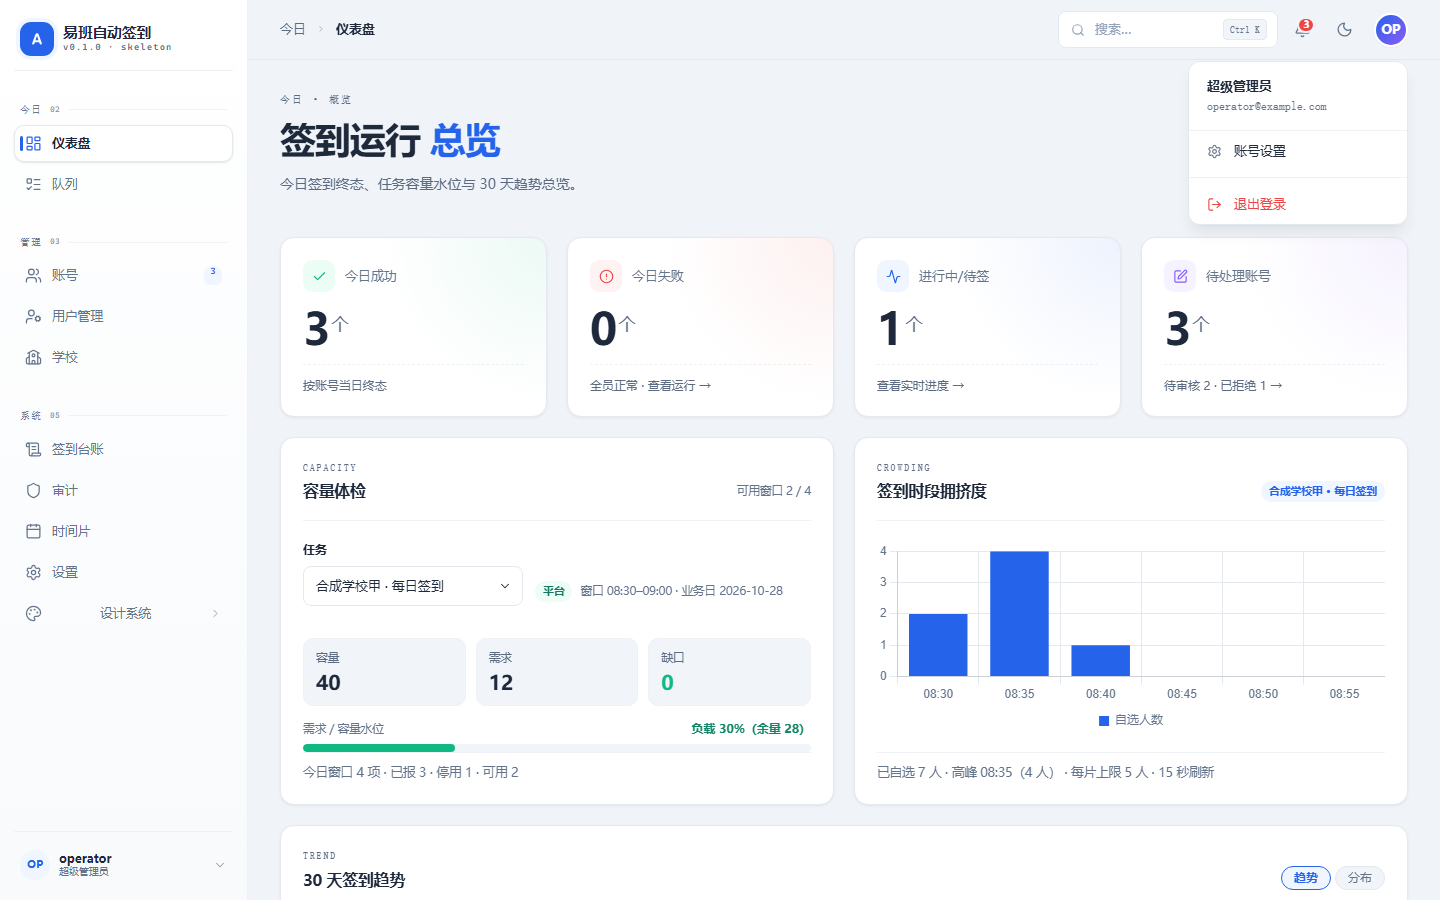 A
易班自动签到
v0.1.0 · skeleton
今日 02
仪表盘
队列
管理 03
账号 3
用户管理
学校
系统 05
签到台账
审计
时间片
设置
设计系统
OP
operator
超级管理员
今日 › 仪表盘
搜索... Ctrl K
3
OP
超级管理员
operator@example.com
账号设置
退出登录
今日 • 概览
签到运行 总览
今日签到终态、任务容量水位与 30 天趋势总览。
今日成功
3个
按账号当日终态
今日失败
0个
全员正常 · 查看运行 →
进行中/待签
1个
查看实时进度 →
待处理账号
3个
待审核 2 · 已拒绝 1 →
CAPACITY
容量体检
可用窗口 2 / 4
任务
合成学校甲 · 每日签到
平台 窗口 08:30–09:00 · 业务日 2026-10-28
容量
40
需求
12
缺口
0
需求 / 容量水位 负载 30%（余量 28）
今日窗口 4 项 · 已报 3 · 停用 1 · 可用 2
CROWDING
签到时段拥挤度
合成学校甲 • 每日签到
4
3
2
1
0
08:30 08:35 08:40 08:45 08:50 08:55
自选人数
已自选 7 人 · 高峰 08:35（4 人） · 每片上限 5 人 · 15 秒刷新
TREND
30 天签到趋势
趋势 分布